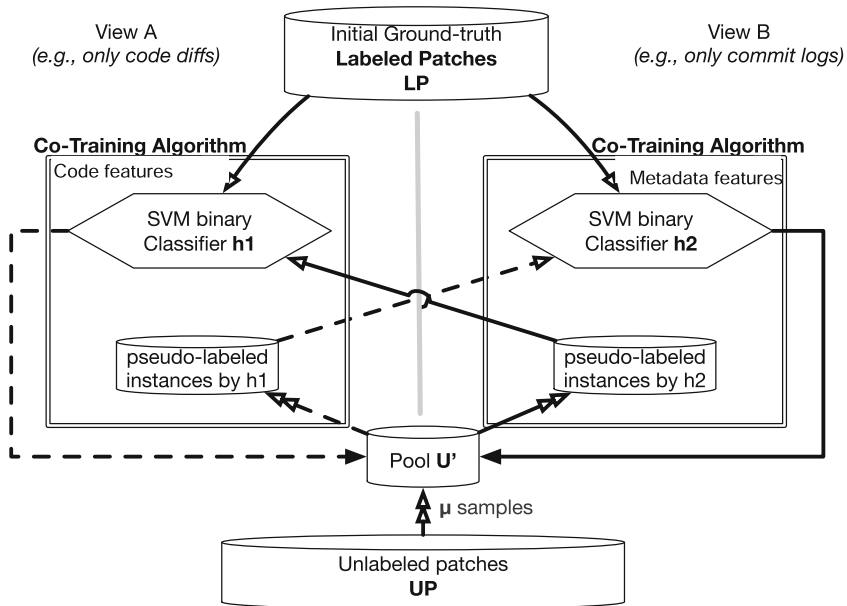 View A
(e.g., only code diffs)
Initial Ground-truth
Labeled Patches
LP
View B
(e.g., only commit logs)
Co-Training Algorithm
Code features
SVM binary
Classifier h1
Co-Training Algorithm
Metadata features
SVM binary
Classifier h2
pseudo-labeled
instances by h1
pseudo-labeled
instances by h2
Pool U'
µ samples
Unlabeled patches
UP